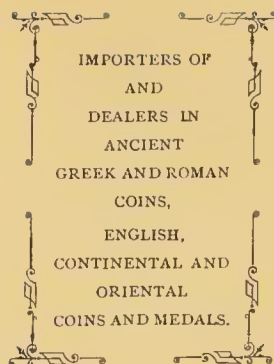 IMPORTERS OF
AND
DEALERS IN
ANCIENT
GREEK AND ROMAN
COINS,
ENGLISH,
CONTINENTAL AND
ORIENTAL
COINS AND MEDALS.